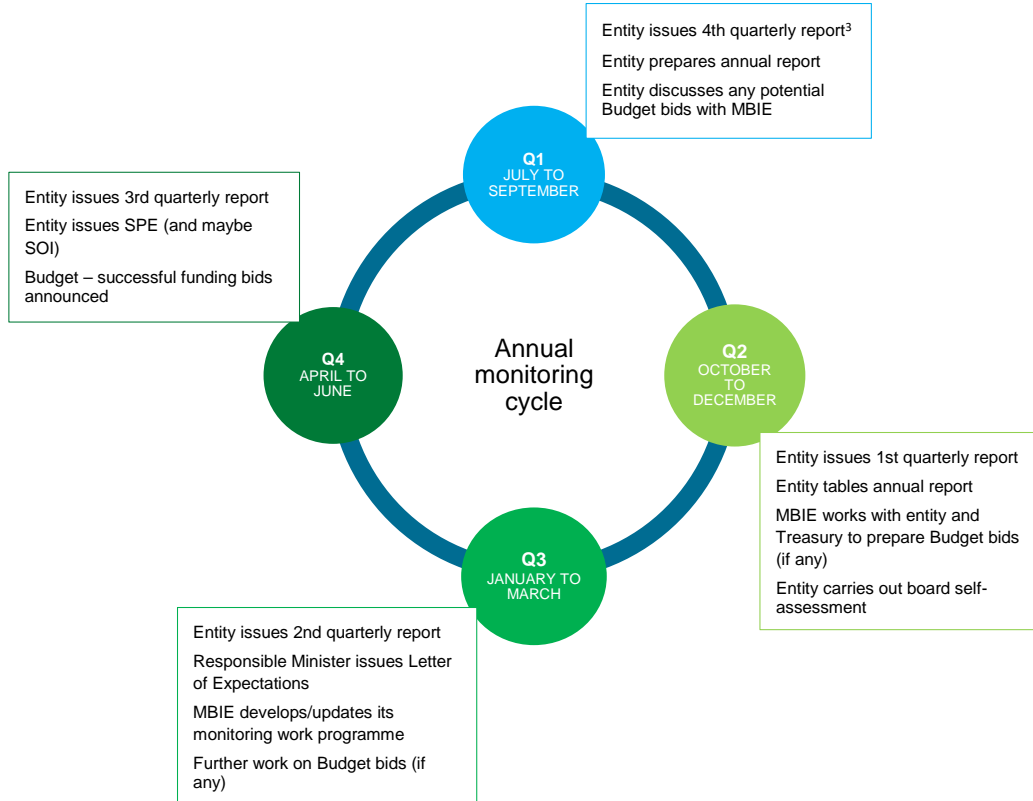 Entity issues 4th quarterly report³
Entity prepares annual report
Entity discusses any potential
Budget bids with MBIE
Q1
JULY TO
SEPTEMBER
Entity issues 3rd quarterly report
Entity issues SPE (and maybe
SOI)
Budget – successful funding bids
announced
Q4
APRIL TO
JUNE
Annual
monitoring
cycle
Q2
OCTOBER
TO
DECEMBER
Entity issues 1st quarterly report
Entity tables annual report
MBIE works with entity and
Treasury to prepare Budget bids
(if any)
Entity carries out board self-
assessment
Q3
JANUARY TO
MARCH
Entity issues 2nd quarterly report
Responsible Minister issues Letter
of Expectations
MBIE develops/updates its
monitoring work programme
Further work on Budget bids (if
any)